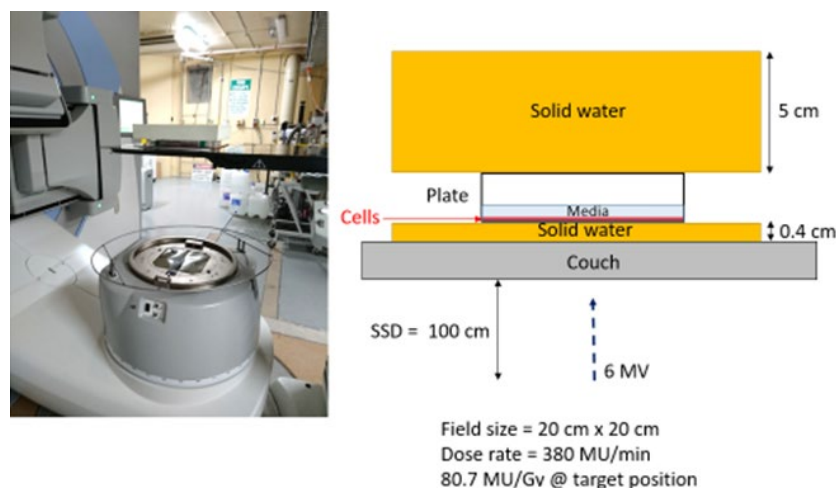 Solid water
5 cm
Plate
Media
Cells
Solid water
0.4 cm
Couch
SSD = 100 cm
6 MV
Field size = 20 cm x 20 cm
Dose rate = 380 MU/min
80.7 MU/Gy @ target position